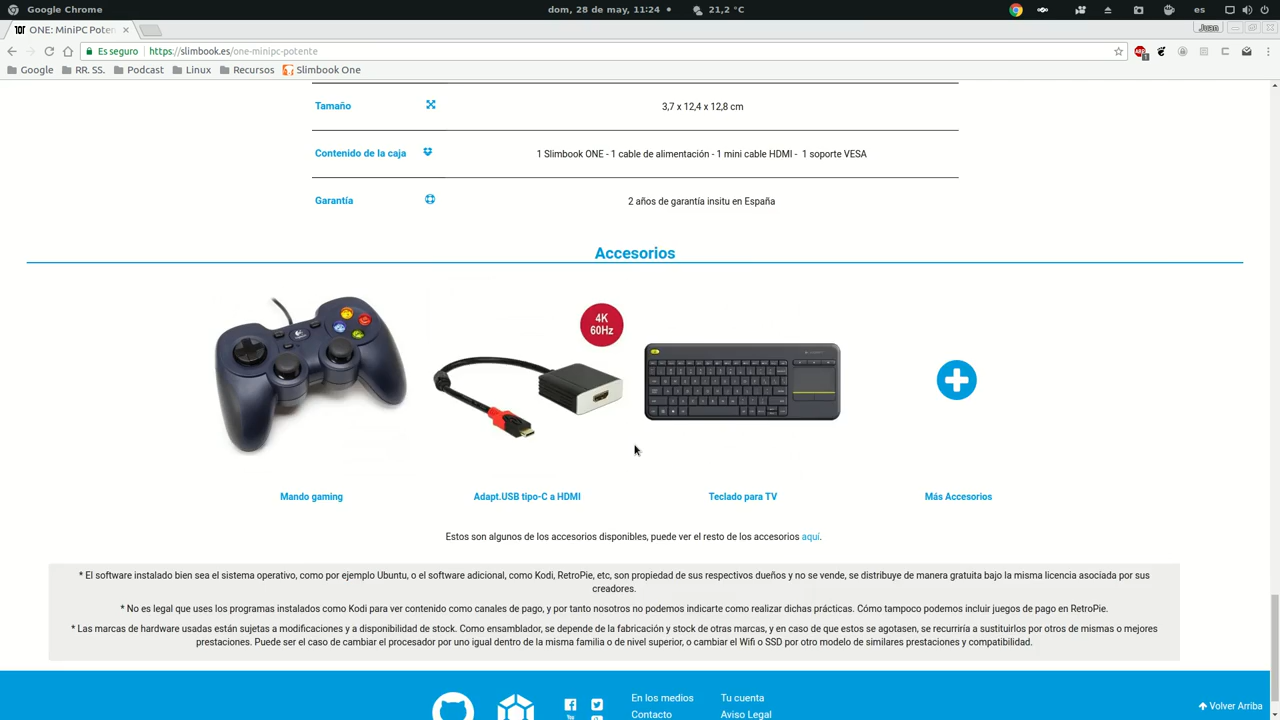 Google Chrome
dom, 28 de may, 11:24
21,2 °C
es
ONE: MiniPC Poten
Juan
Es seguro
https://slimbook.es/one-minipc-potente
Google
RR. SS.
Podcast
Linux
Recursos
Slimbook One
Tamaño
3,7 x 12,4 x 12,8 cm
Contenido de la caja
1 Slimbook ONE - 1 cable de alimentación - 1 mini cable HDMI - 1 soporte VESA
Garantía
2 años de garantía insitu en España
Accesorios
4K
60Hz
Mando gaming
Adapt.USB tipo-C a HDMI
Teclado para TV
Más Accesorios
Estos son algunos de los accesorios disponibles, puede ver el resto de los accesorios aquí.
* El software instalado bien sea el sistema operativo, como por ejemplo Ubuntu, o el software adicional, como Kodi, RetroPie, etc, son propiedad de sus respectivos dueños y no se vende, se distribuye de manera gratuita bajo la misma licencia asociada por sus
creadores.
* No es legal que uses los programas instalados como Kodi para ver contenido como canales de pago, y por tanto nosotros no podemos indicarte como realizar dichas prácticas. Cómo tampoco podemos incluir juegos de pago en RetroPie.
* Las marcas de hardware usadas están sujetas a modificaciones y a disponibilidad de stock. Como ensamblador, se depende de la fabricación y stock de otras marcas, y en caso de que estos se agotasen, se recurriría a sustituirlos por otros de mismas o mejores
prestaciones. Puede ser el caso de cambiar el procesador por uno igual dentro de la misma familia o de nivel superior, o cambiar el Wifi o SSD por otro modelo de similares prestaciones y compatibilidad.
En los medios
Tu cuenta
Contacto
Aviso Legal
Volver Arriba